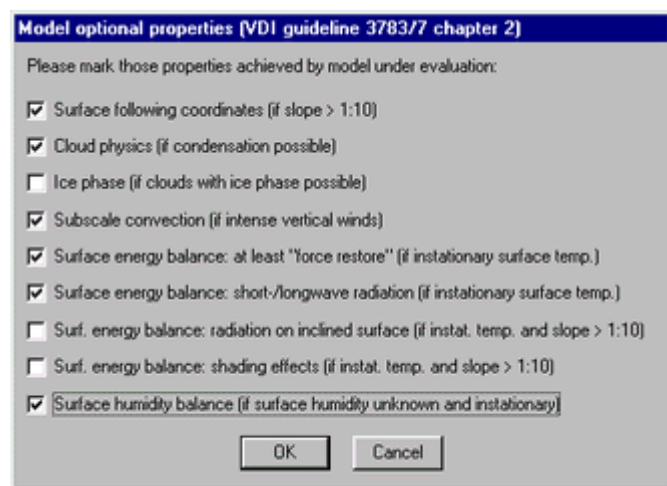 Model optional properties (VDI guideline 3783/7 chapter 2)
Please mark those properties achieved by model under evaluation:
Surface following coordinates (if slope > 1:10)
Cloud physics (if condensation possible)
Ice phase (if clouds with ice phase possible)
Subscale convection (if intense vertical winds)
Surface energy balance: at least "force restore" (if instationary surface temp.)
Surface energy balance: short-/longwave radiation (if instationary surface temp.)
Surf. energy balance: radiation on inclined surface (if instat. temp. and slope > 1:10)
Surf. energy balance: shading effects (if instat. temp. and slope > 1:10)
Surface humidity balance (if surface humidity unknown and instationary)
OK Cancel